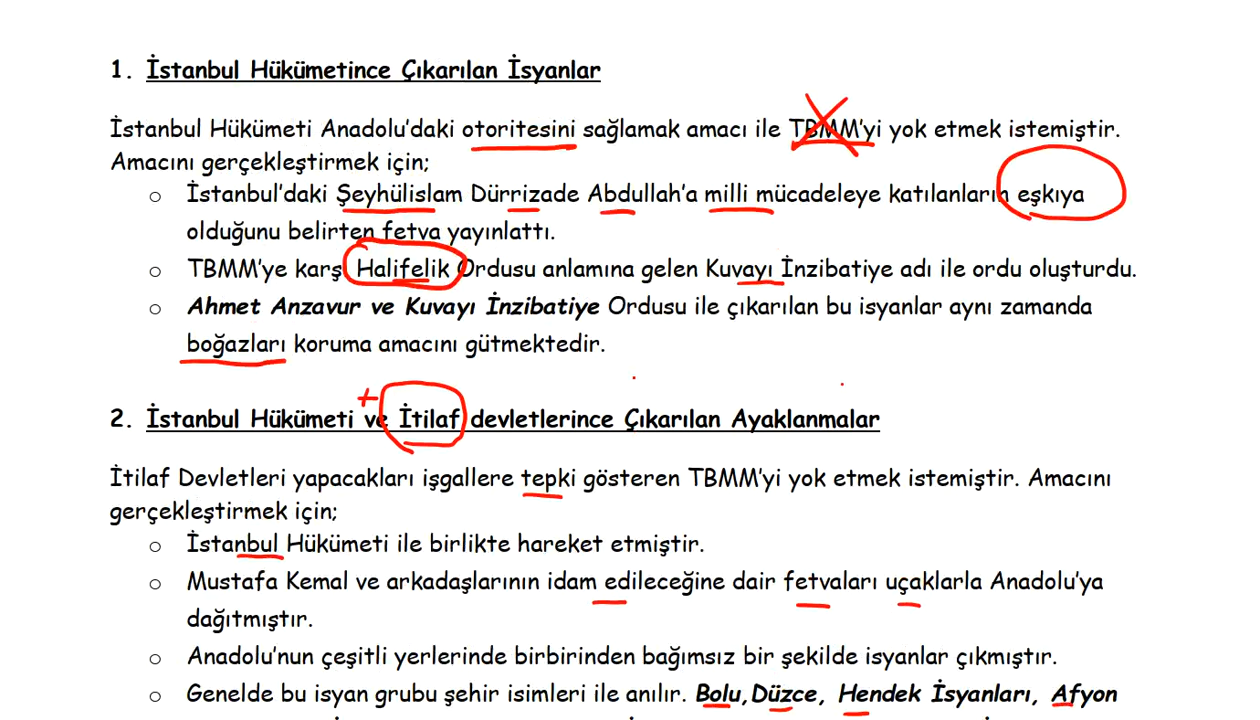 1. İstanbul Hükümetince Çıkarılan İsyanlar
İstanbul Hükümeti Anadolu'daki otoritesini sağlamak amacı ile TBMM'yi yok etmek istemiştir.
Amacını gerçekleştirmek için;
o İstanbul'daki Şeyhülislam Dürrizade Abdullah'a milli mücadeleye katılanların eşkıya
olduğunu belirten fetva yayınlattı.
o TBMM'ye karşı Halifelik Ordusu anlamına gelen Kuvayı İnzibatiye adı ile ordu oluşturdu.
o Ahmet Anzavur ve Kuvayı İnzibatiye Ordusu ile çıkarılan bu isyanlar aynı zamanda
boğazları koruma amacını gütmektedir.
+
2. İstanbul Hükümeti ve İtilaf devletlerince Çıkarılan Ayaklanmalar
İtilaf Devletleri yapacakları işgallere tepki gösteren TBMM'yi yok etmek istemiştir. Amacını
gerçekleştirmek için;
o İstanbul Hükümeti ile birlikte hareket etmiştir.
o Mustafa Kemal ve arkadaşlarının idam edileceğine dair fetvaları uçaklarla Anadolu'ya
dağıtmıştır.
o Anadolu'nun çeşitli yerlerinde birbirinden bağımsız bir şekilde isyanlar çıkmıştır.
o Genelde bu isyan grubu şehir isimleri ile anılır. Bolu, Düzce, Hendek İsyanları, Afyon